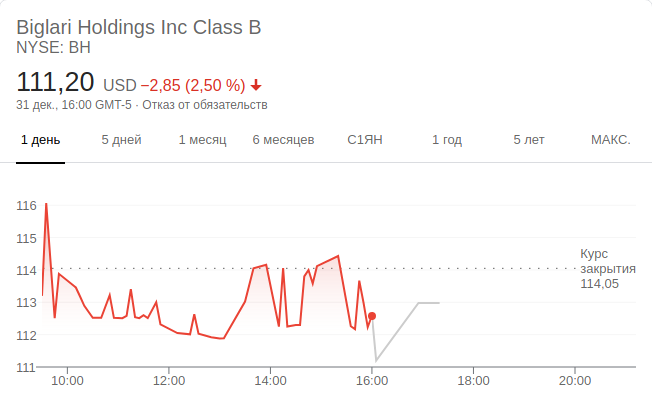 Biglari Holdings Inc Class B
NYSE: BH
111,20 USD −2,85 (2,50 %)
31 дек., 16:00 GMT-5 · Отказ от обязательств
1 день 5 дней 1 месяц 6 месяцев С1ЯН 1 год 5 лет МАКС.
116
115
114
113
112
111
Курс
закрытия
114,05
10:00 12:00 14:00 16:00 18:00 20:00